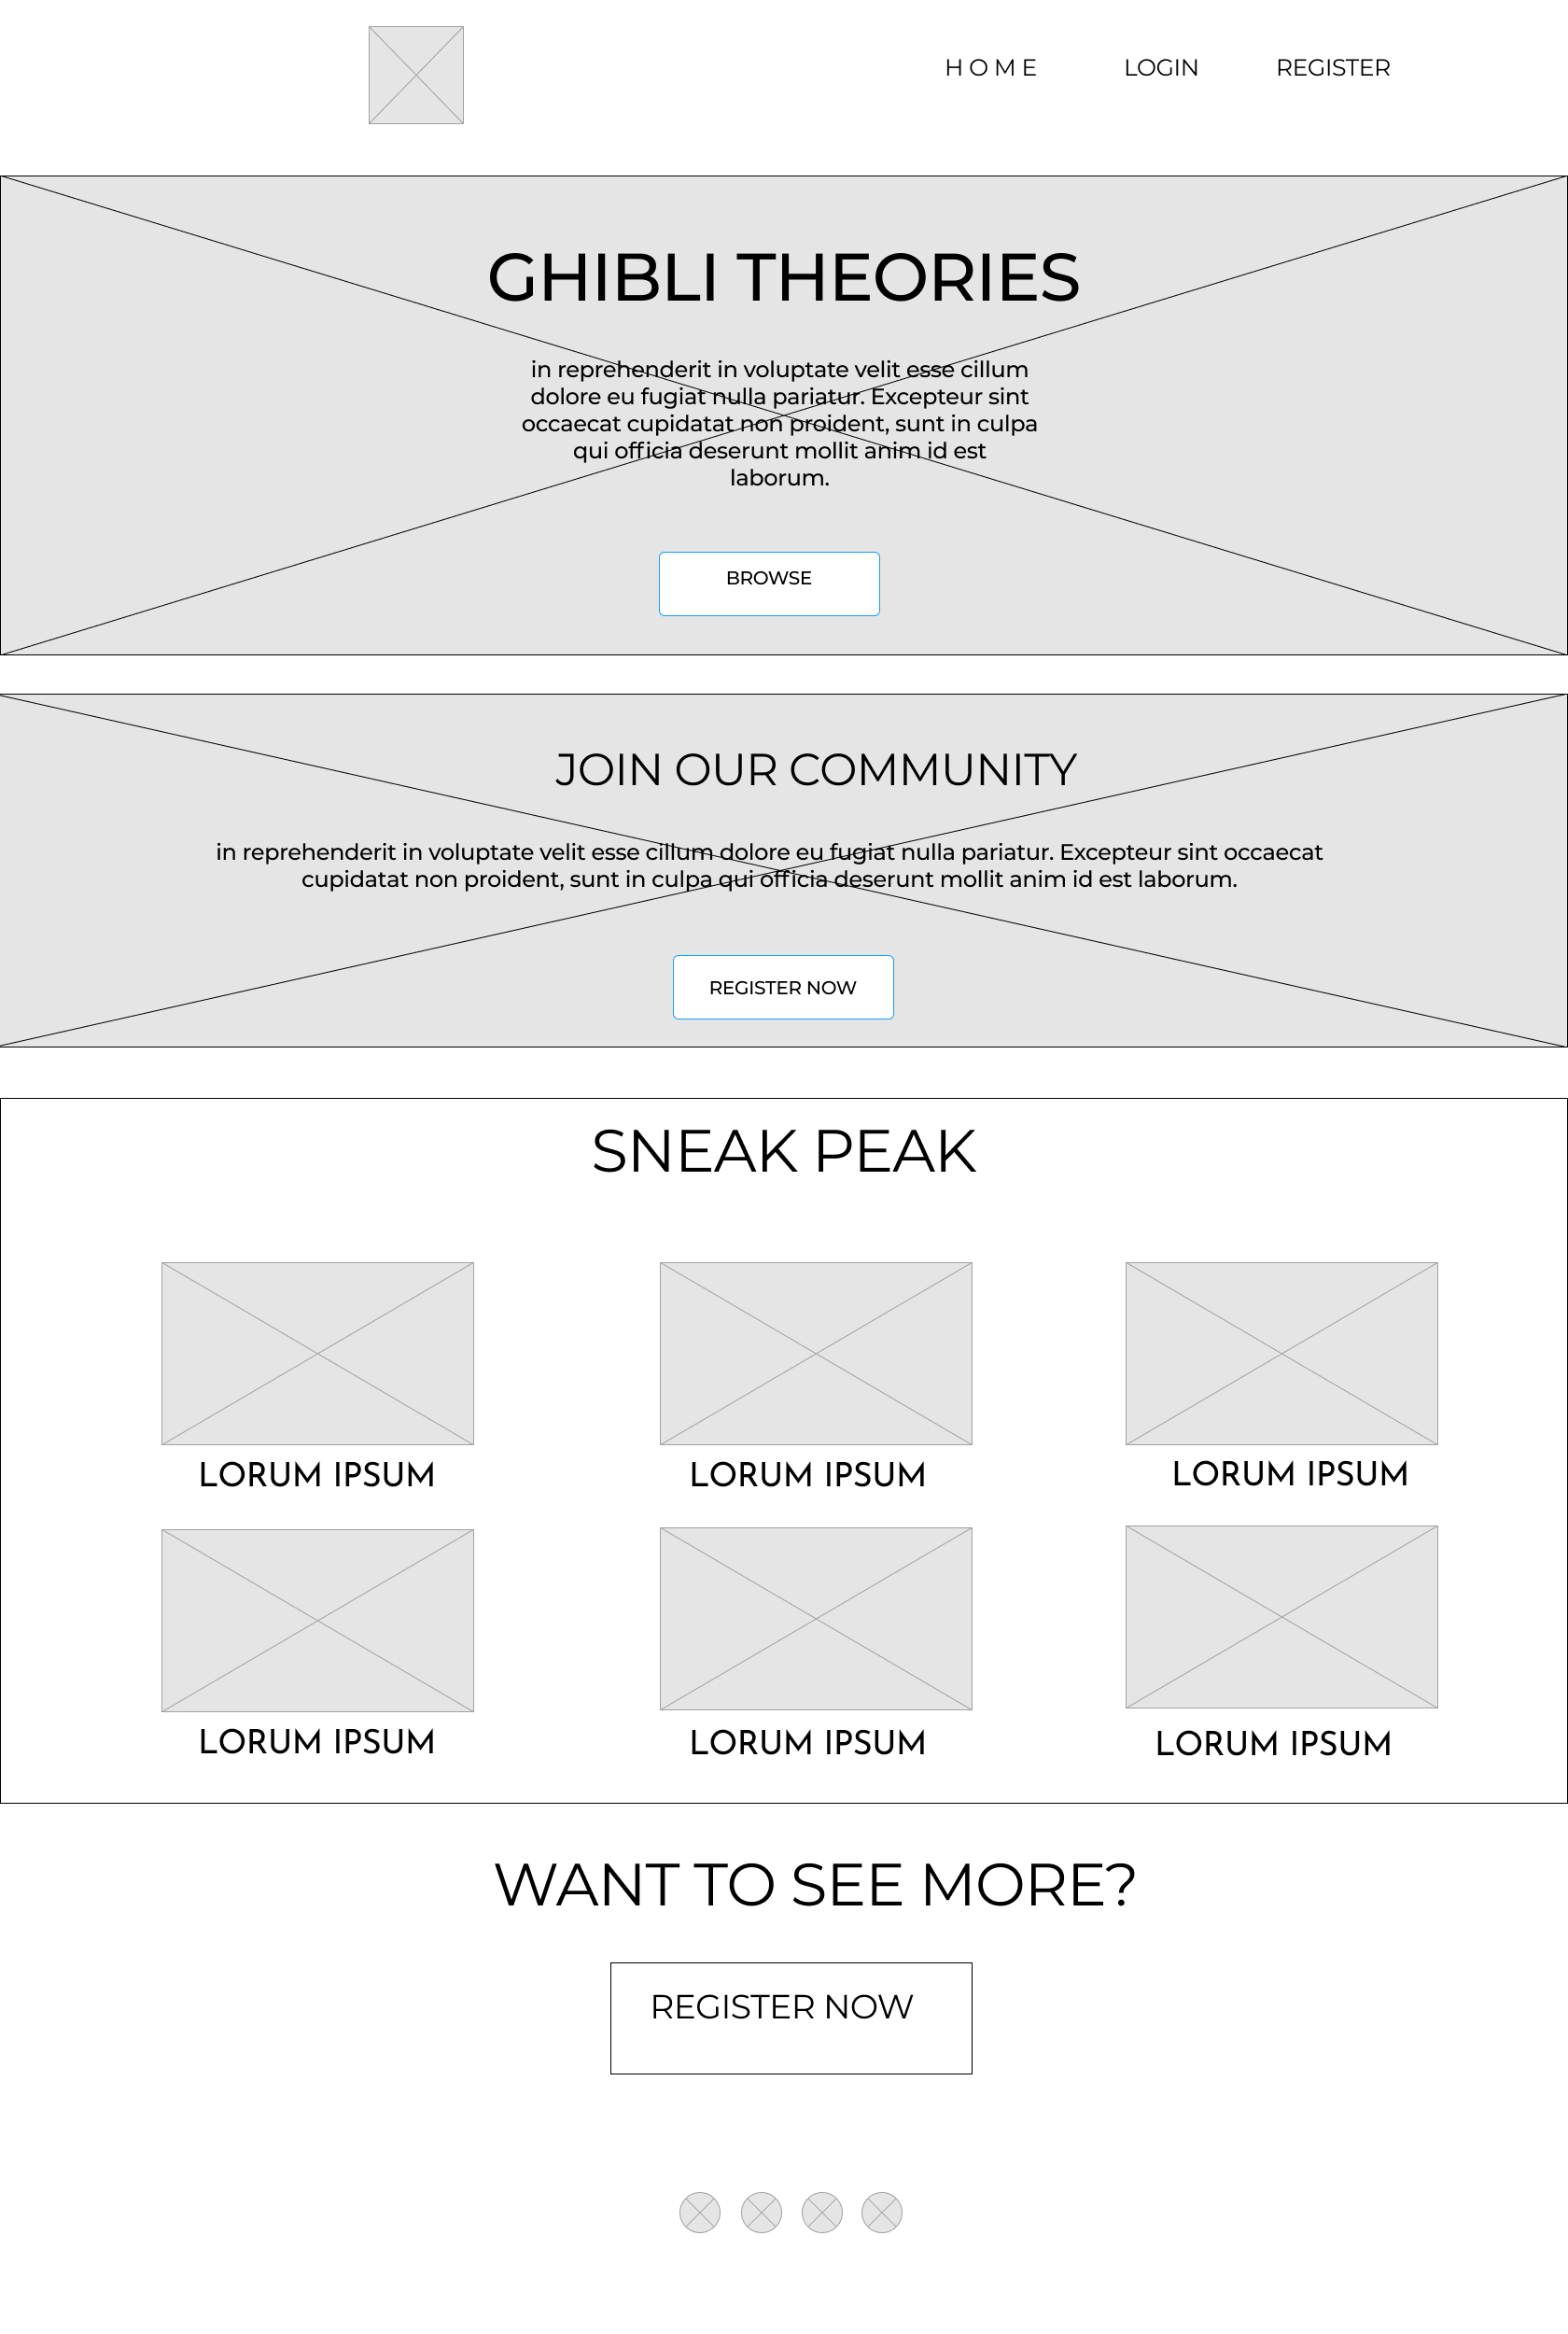 H O M E LOGIN REGISTER
GHIBLI THEORIES
in reprehenderit in voluptate velit esse cillum
dolore eu fugiat nulla pariatur. Excepteur sint
occaecat cupidatat non proident, sunt in culpa
qui officia deserunt mollit anim id est
laborum.
BROWSE
JOIN OUR COMMUNITY
in reprehenderit in voluptate velit esse cillum dolore eu fugiat nulla pariatur. Excepteur sint occaecat
cupidatat non proident, sunt in culpa qui officia deserunt mollit anim id est laborum.
REGISTER NOW
SNEAK PEAK
LORUM IPSUM LORUM IPSUM LORUM IPSUM
LORUM IPSUM LORUM IPSUM LORUM IPSUM
WANT TO SEE MORE?
REGISTER NOW